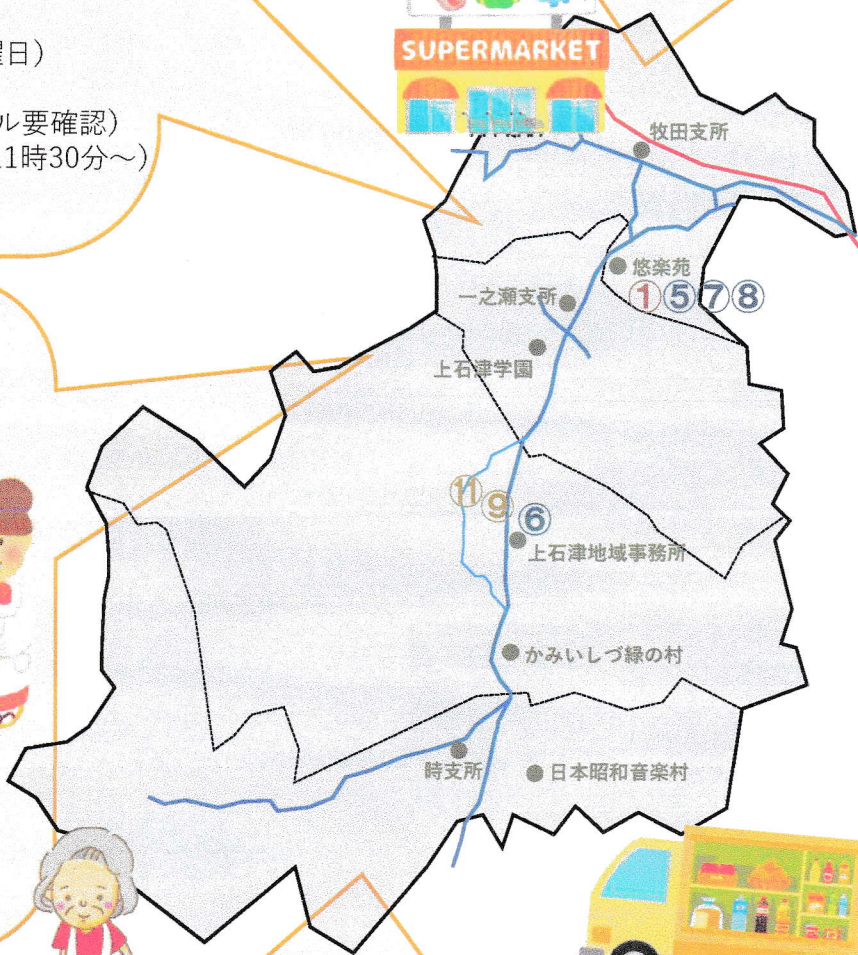 曜日）
ル要確認）
11時30分～）
SUPERMARKET
牧田支所
悠楽苑
①⑤⑦⑧
一之瀬支所
上石津学園
⑪⑨⑥
上石津地域事務所
かみいしづ緑の村
時支所
日本昭和音楽村